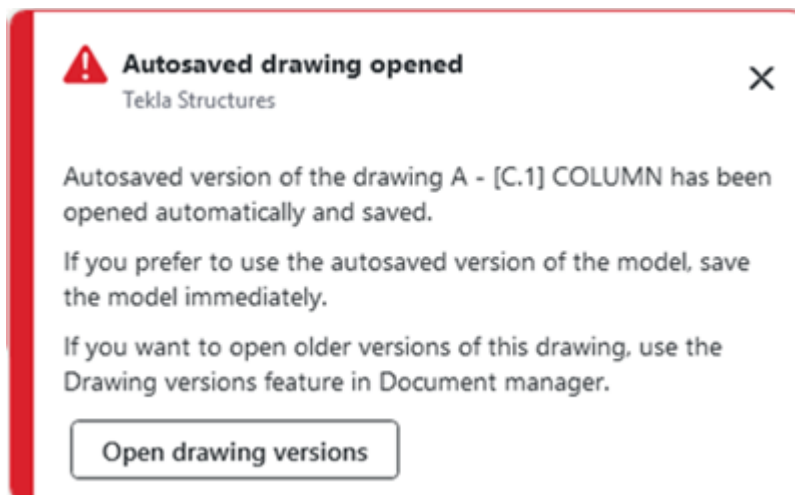 Autosaved drawing opened
Tekla Structures
Autosaved version of the drawing A - [C.1] COLUMN has been
opened automatically and saved.
If you prefer to use the autosaved version of the model, save
the model immediately.
If you want to open older versions of this drawing, use the
Drawing versions feature in Document manager.
Open drawing versions